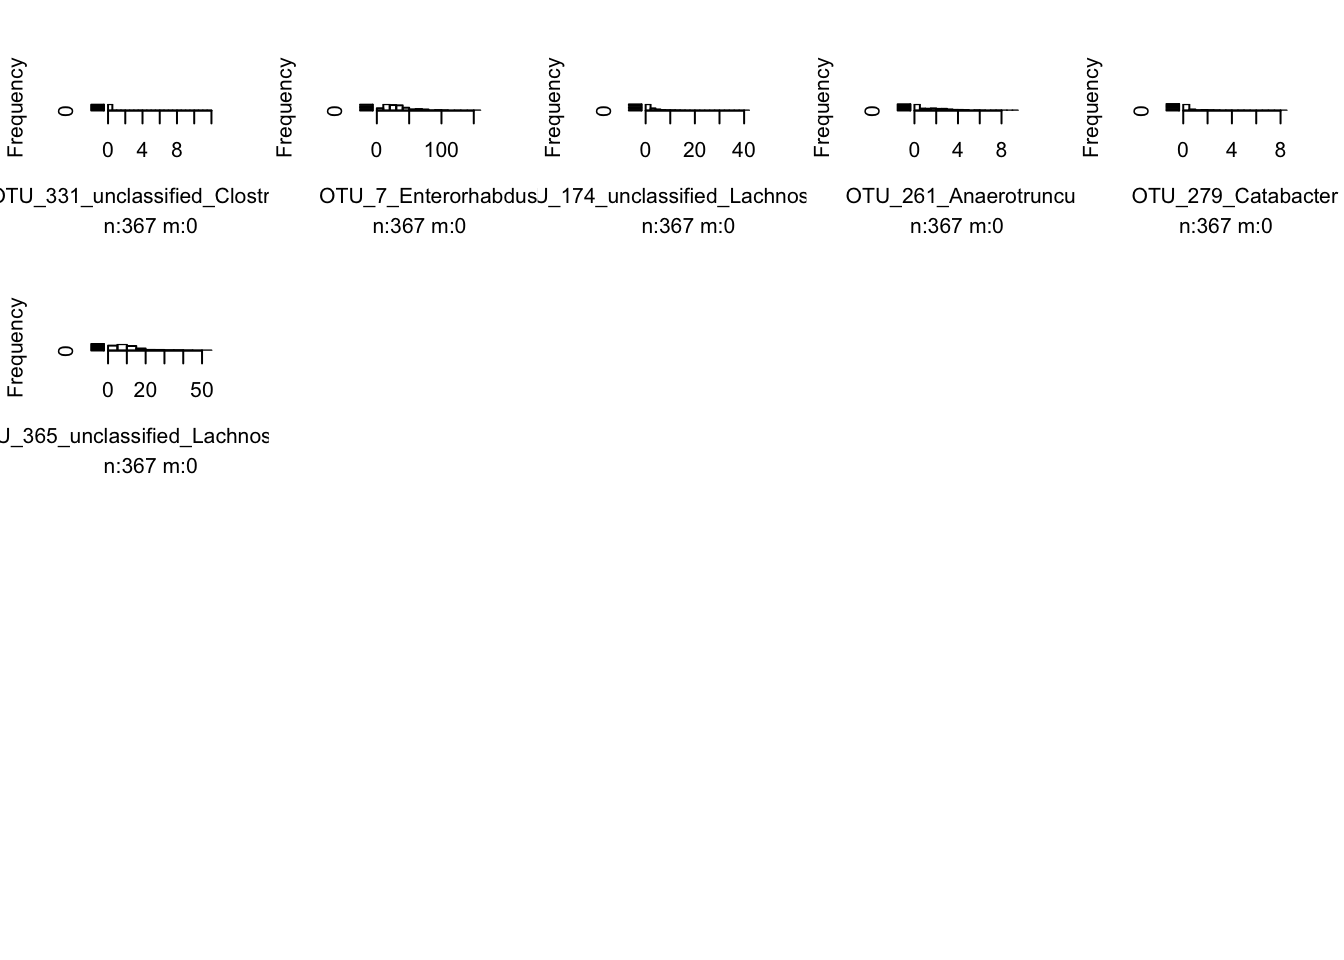 Frequency
0
0 4 8
OTU_331_unclassified_Clostr
n:367 m:0
Frequency
0
0 100
OTU_7_Enterorhabdus
n:367 m:0
Frequency
0
0 20 40
J_174_unclassified_Lachnos
n:367 m:0
Frequency
0
0 4 8
OTU_261_Anaerotruncu
n:367 m:0
Frequency
0
0 4 8
OTU_279_Catabacter
n:367 m:0
Frequency
0
0 20 50
U_365_unclassified_Lachnos
n:367 m:0